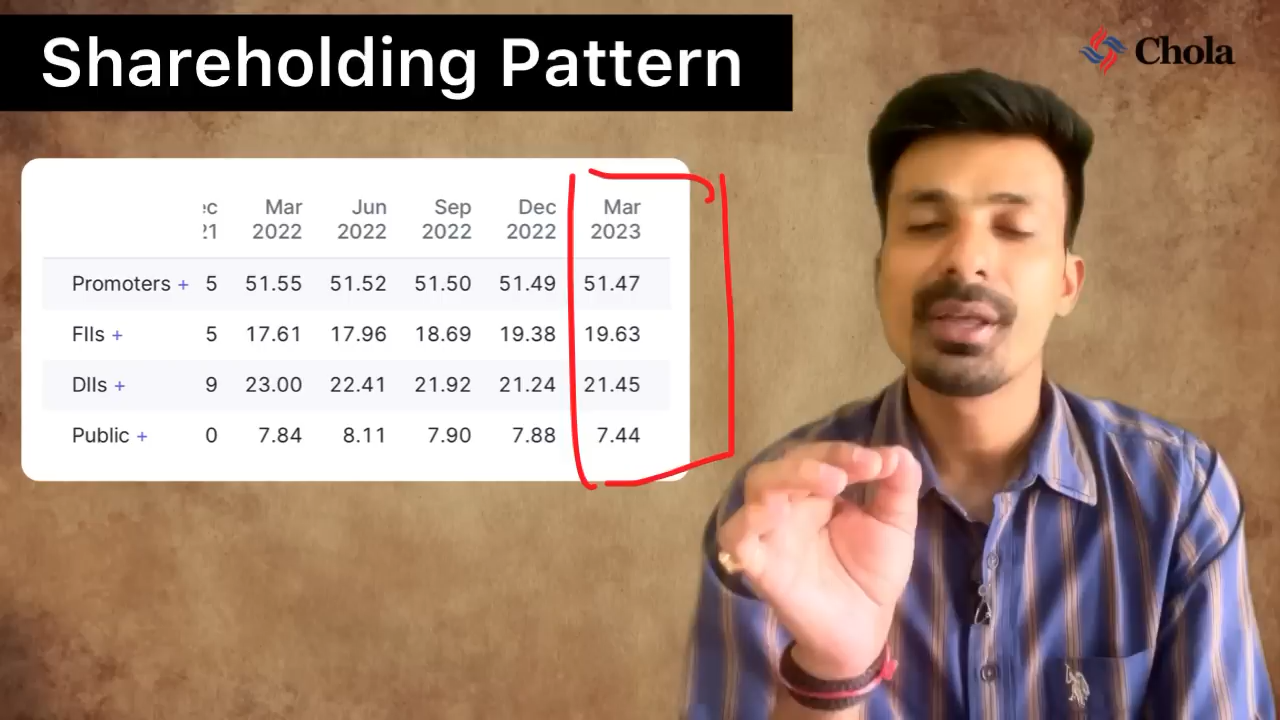 Shareholding Pattern
Chola
ec Mar Jun Sep Dec Mar
21 2022 2022 2022 2022 2023
Promoters + 5 51.55 51.52 51.50 51.49 51.47
FIIs + 5 17.61 17.96 18.69 19.38 19.63
DIIs + 9 23.00 22.41 21.92 21.24 21.45
Public + 0 7.84 8.11 7.90 7.88 7.44